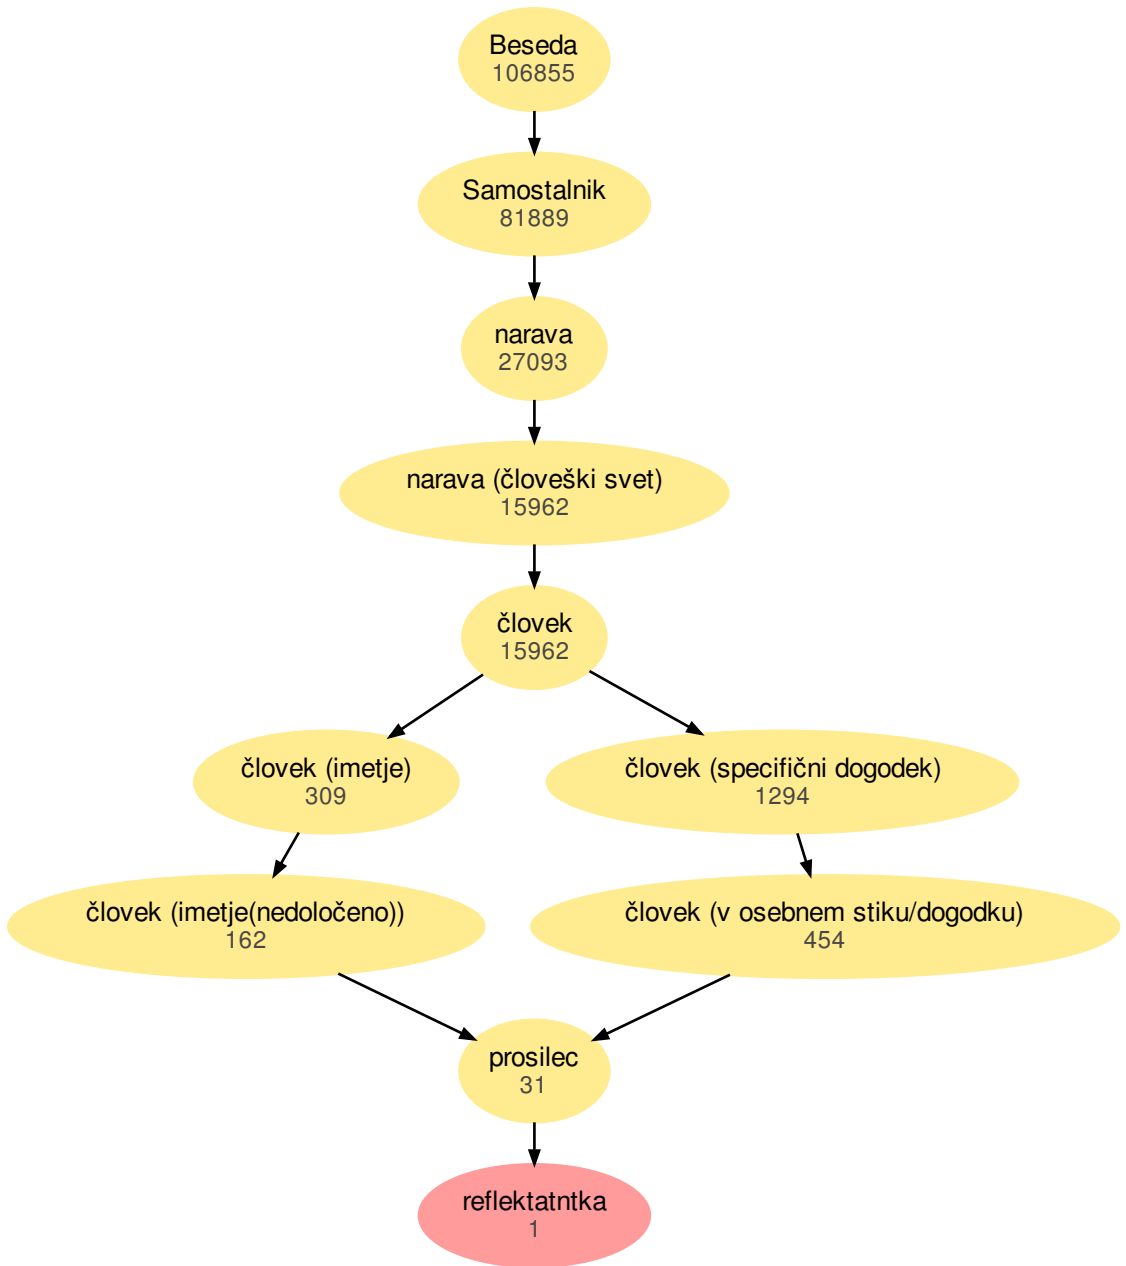 Beseda
106855
Samostalnik
81889
narava
27093
narava (človeški svet)
15962
človek
15962
človek (imetje)
309
človek (specifični dogodek)
1294
človek (imetje(nedoločeno))
162
človek (v osebnem stiku/dogodku)
454
prosilec
31
reflektatntka
1